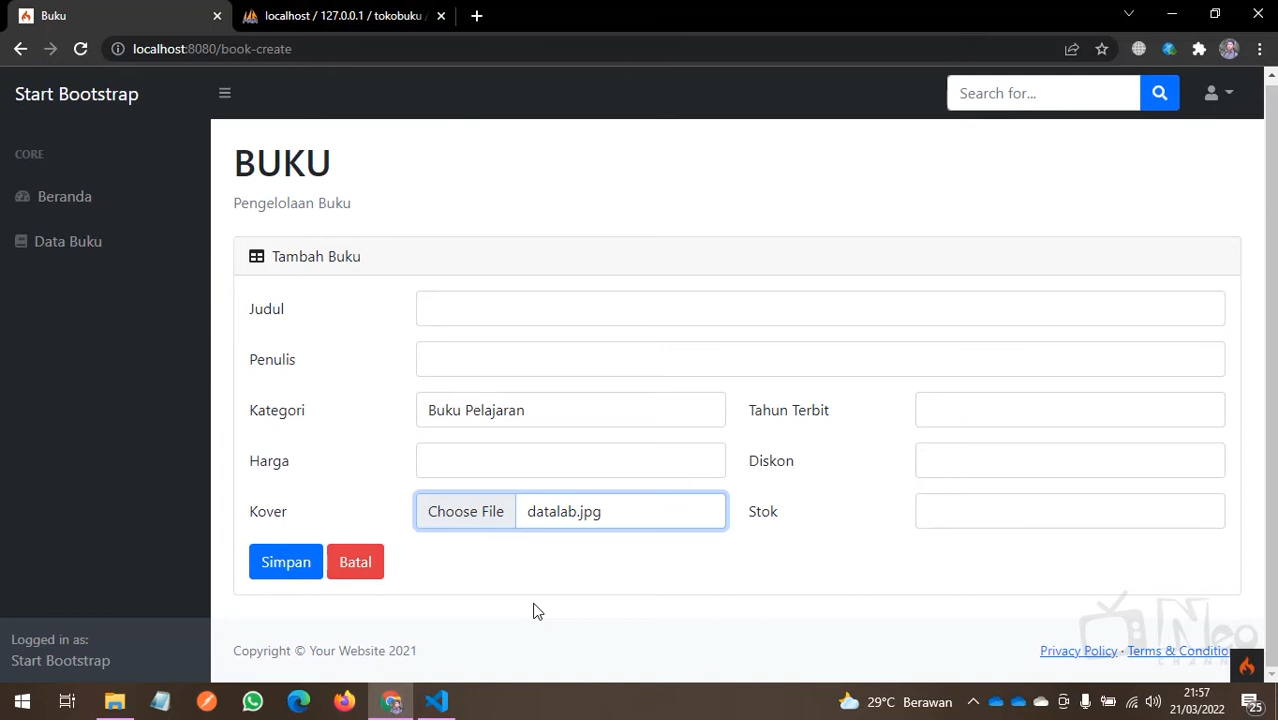 Buku
localhost / 127.0.0.1 / tokobuku
localhost:8080/book-create
Start Bootstrap
Search for...
CORE
Beranda
Data Buku
BUKU
Pengelolaan Buku
Tambah Buku
Judul
Penulis
Kategori Buku Pelajaran Tahun Terbit
Harga Diskon
Kover Choose File datalab.jpg Stok
Simpan Batal
Logged in as:
Start Bootstrap
Copyright © Your Website 2021
Privacy Policy · Terms & Conditio
Neo
CHANNEL
29°C Berawan
21:57
21/03/2022
25